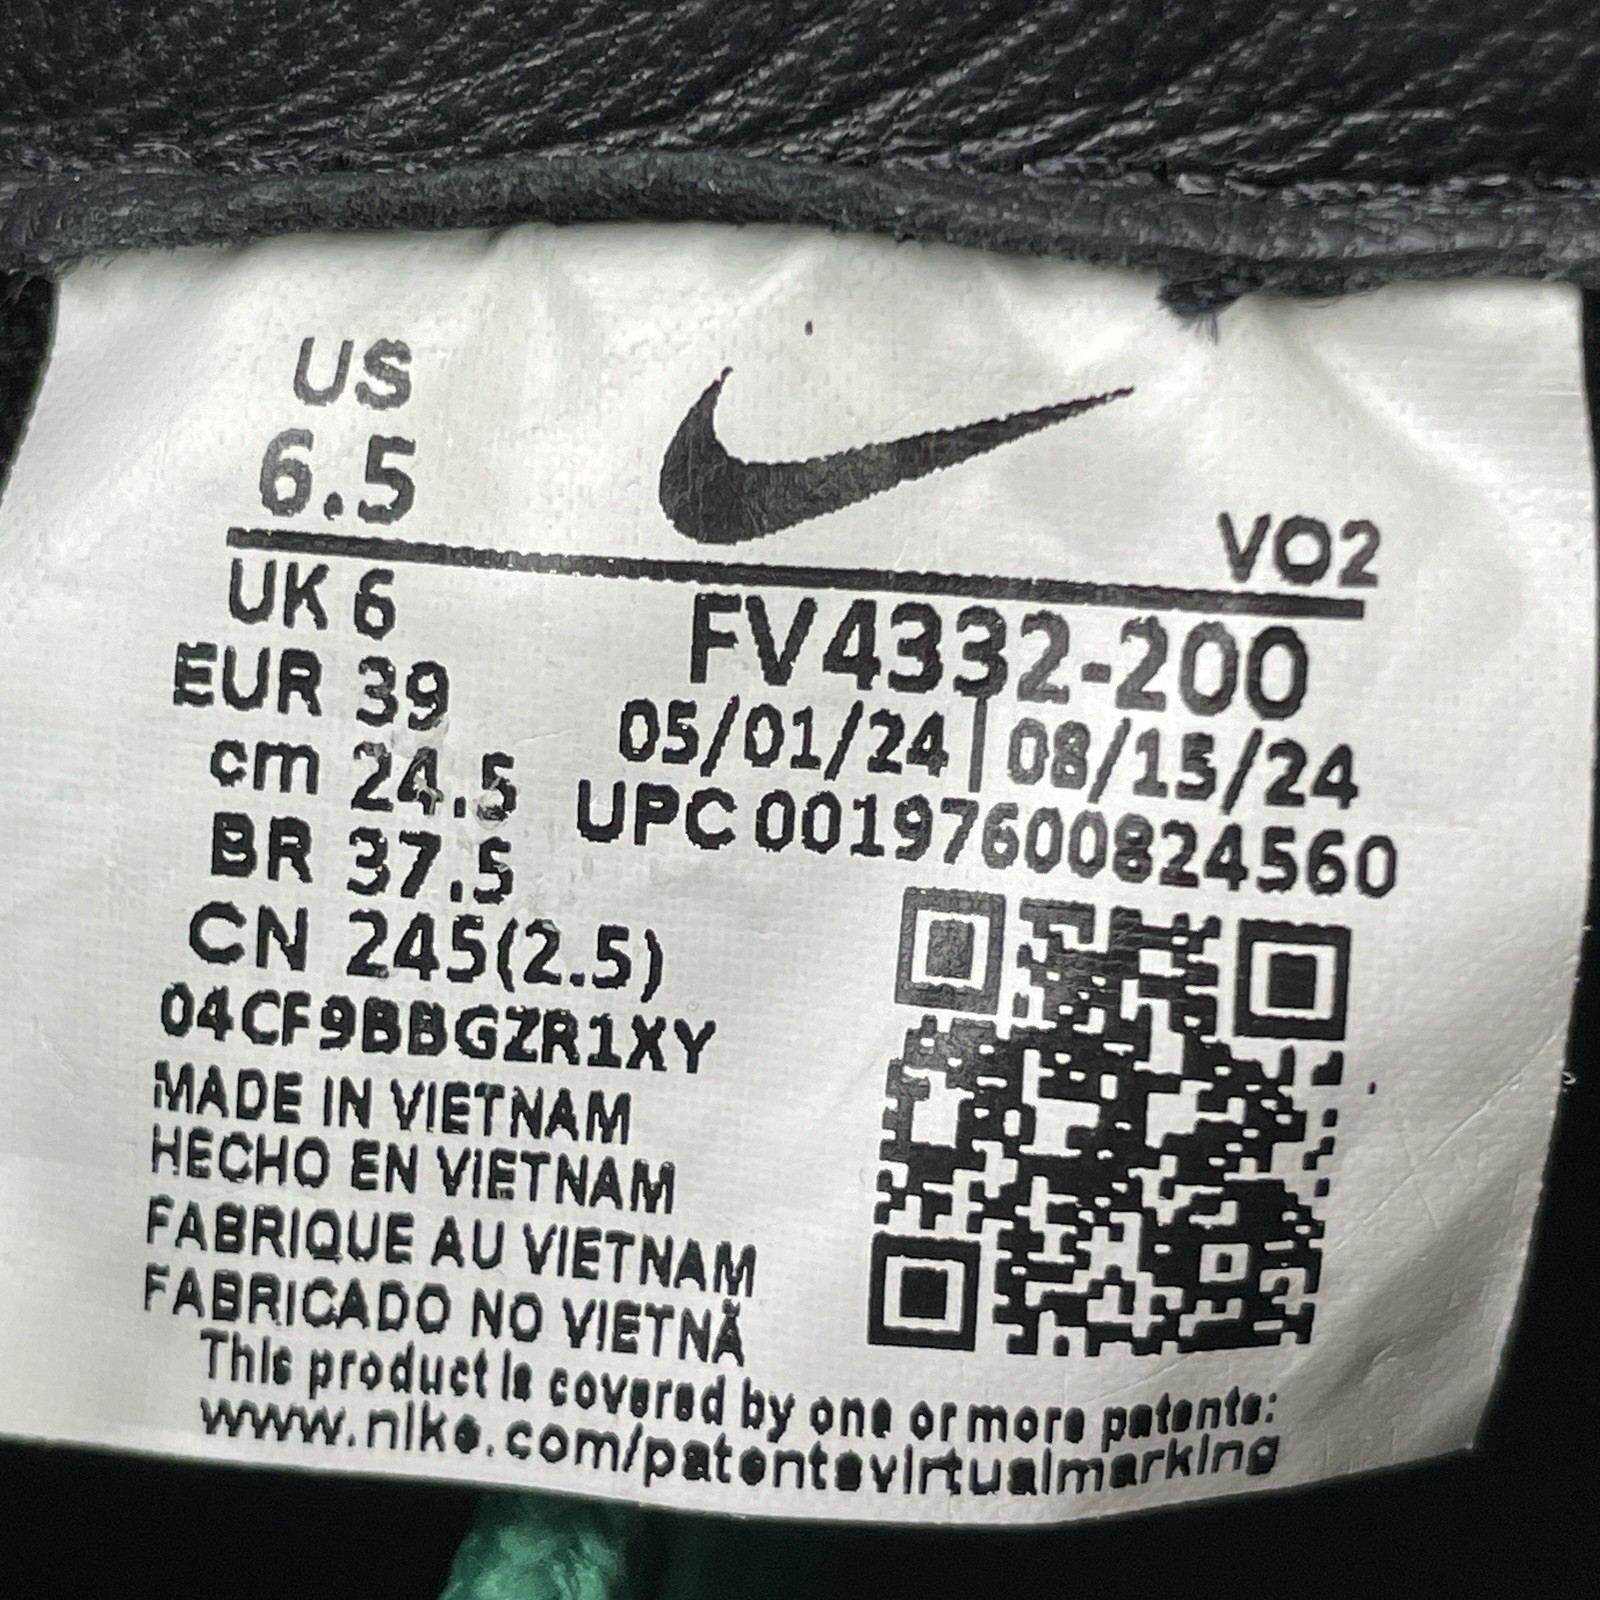 US
6.5
VO2
UK 6
EUR 39
cm 24.5
BR 37.5
CN 245(2.5)
FV4332-200
05/01/24 | 08/15/24
UPC 00197600824560
04CF9BBGZR1XY
MADE IN VIETNAM
HECHO EN VIETNAM
FABRIQUE AU VIETNAM
FABRICADO NO VIETNÃ
This product is covered by one or more patents:
www.nike.com/patentsvirtualmarking